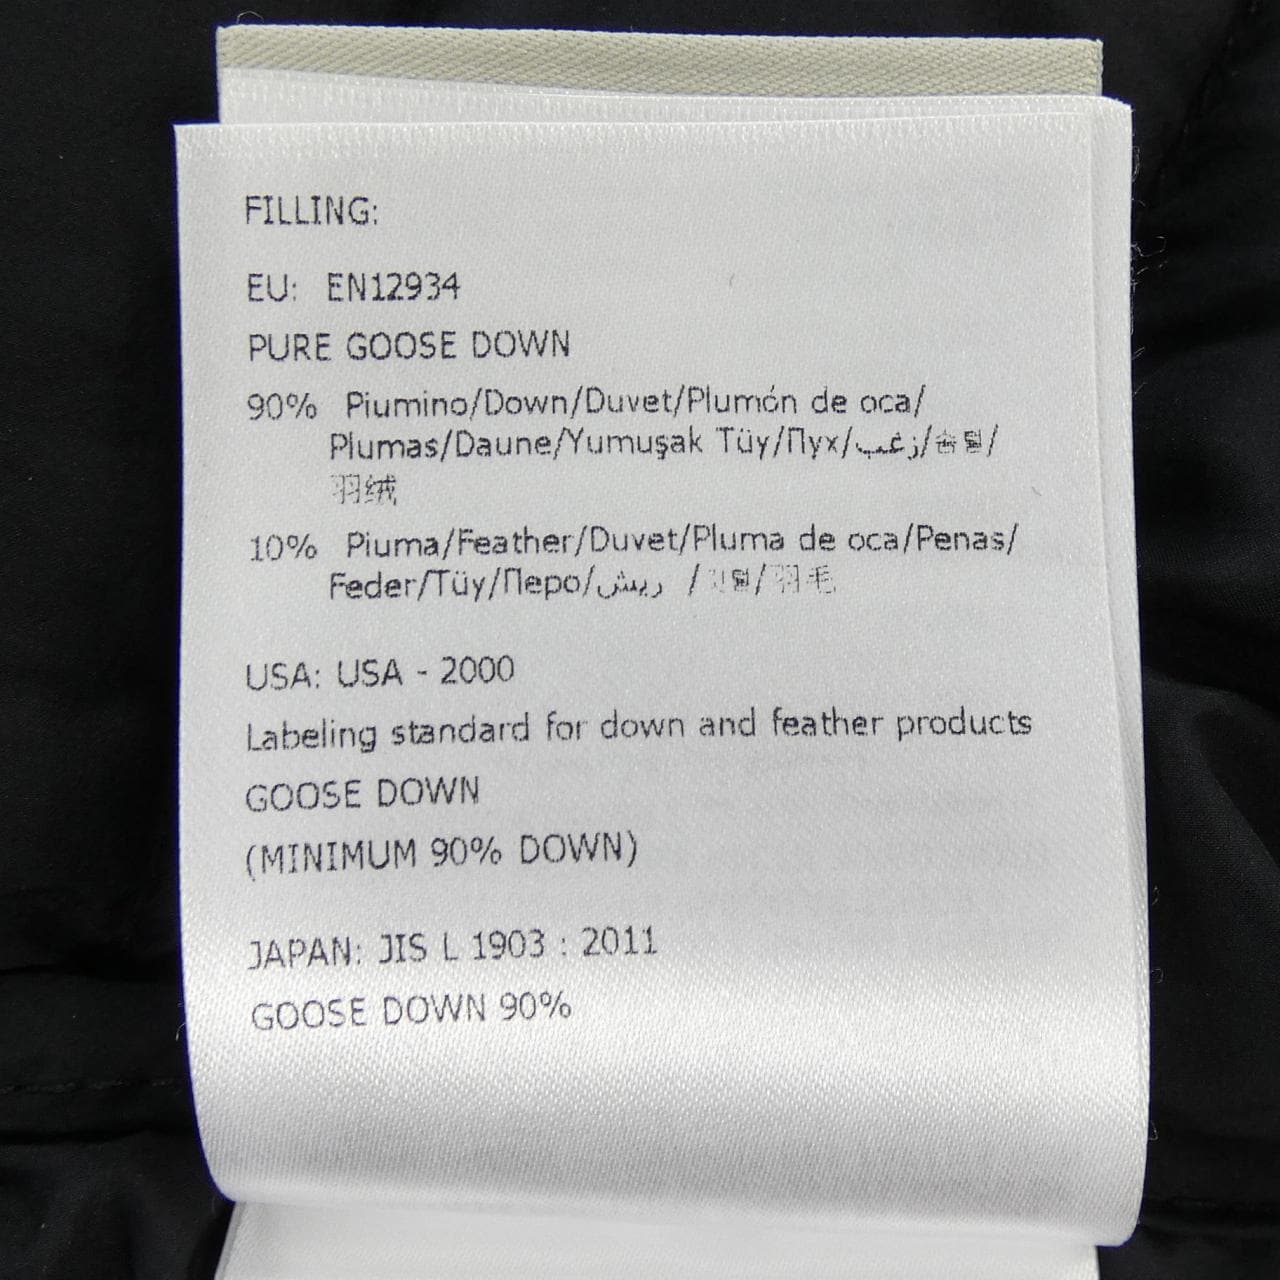 FILLING:
EU: EN12934
PURE GOOSE DOWN
90% Piumino/Down/Duvet/Plumón de oca/
Plumas/Daune/Yumuşak Tüy/Пух/زغب/솜털/
羽绒
10% Piuma/Feather/Duvet/Pluma de oca/Penas/
Feder/Tüy/Перо/ريش /깃털/羽毛
USA: USA - 2000
Labeling standard for down and feather products
GOOSE DOWN
(MINIMUM 90% DOWN)
JAPAN: JIS L 1903 : 2011
GOOSE DOWN 90%